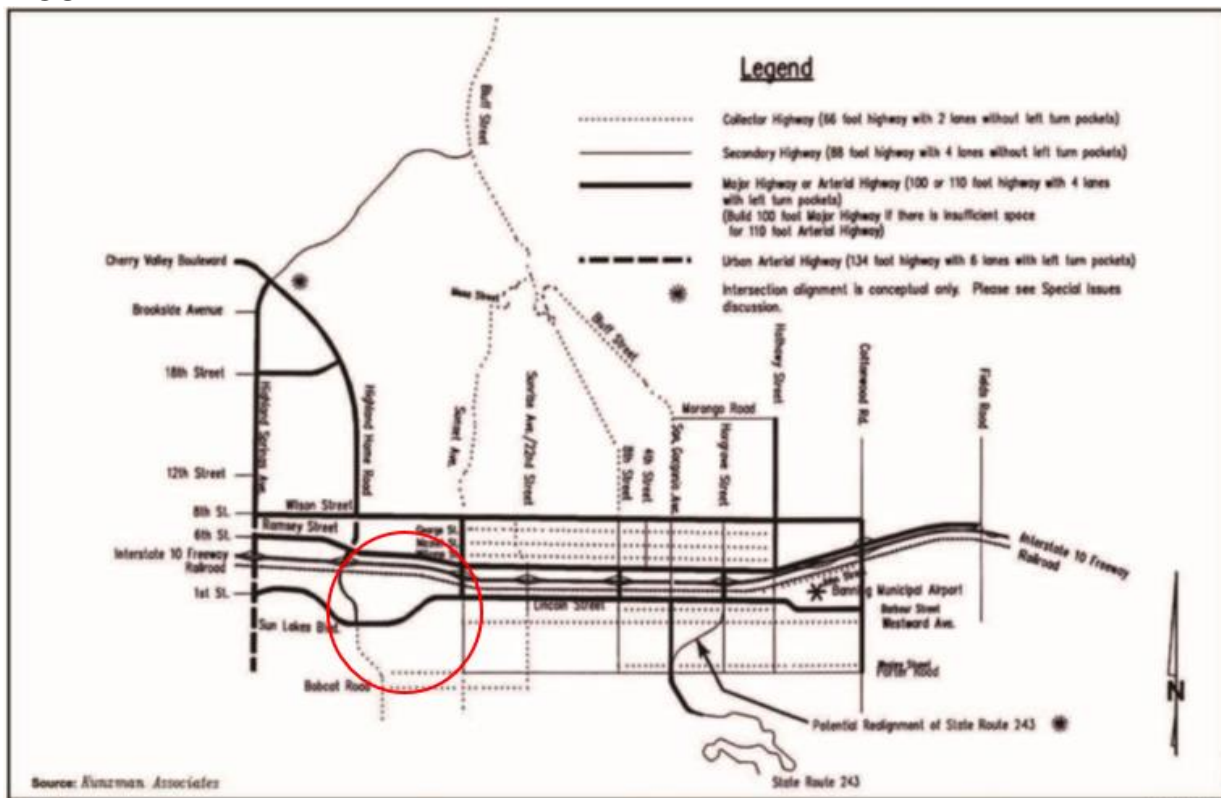 Legend
Collector Highway (66 foot highway with 2 lanes without left turn pockets)
Secondary Highway (88 foot highway with 4 lanes without left turn pockets)
Major Highway or Arterial Highway (100 or 110 foot highway with 4 lanes
with left turn pockets)
(Build 100 foot Major Highway if there is insufficient space
for 110 foot Arterial Highway)
Urban Arterial Highway (134 foot highway with 6 lanes with left turn pockets)
Intersection alignment is conceptual only. Please see Special Issues
discussion.
Bluff Street
Cherry Valley Boulevard
Brookside Avenue
18th Street
12th Street
8th St.
6th St.
Interstate 10 Freeway
Railroad
1st St.
Highland Springs Ave.
Highland Home Road
Sunset Ave.
Sunrise Ave./22nd Street
Bluff Street
8th Street
4th Street
San Gorgonio Ave.
Hargrove Street
Morongo Road
Hathaway Street
Cottonwood Rd.
Fields Road
Wilson Street
Ramsey Street
George St.
Interstate 10 Freeway
Railroad
Banning Municipal Airport
Lincoln Street
Barbour Street
Westward Ave.
Sun Lakes Blvd.
Porter Road
Bobcat Road
Potential Realignment of State Route 243
State Route 243
N
Source: Kunzman Associates